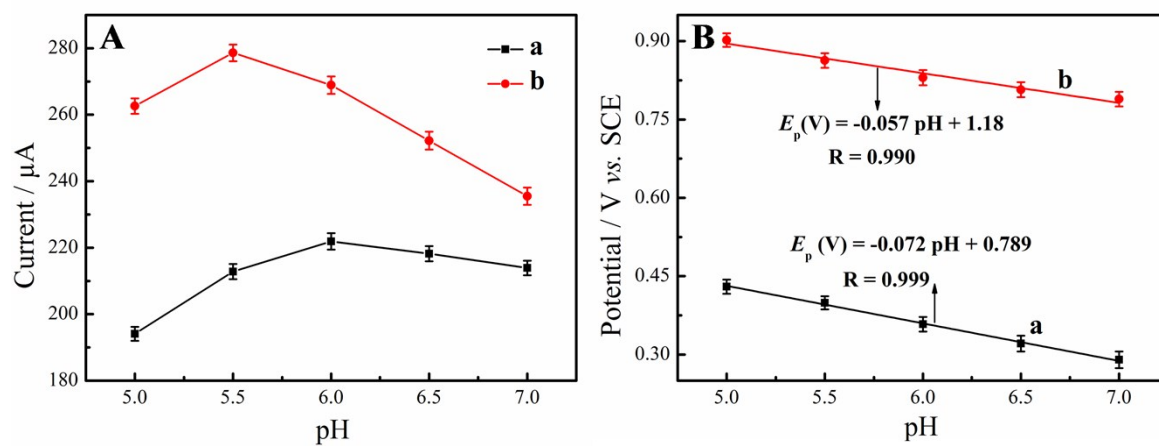 A
a
b
280
260
240
220
200
180
Current / μA
5.0 5.5 6.0 6.5 7.0
pH
B
0.90
0.75
0.60
0.45
0.30
Potential / V vs. SCE
b
Ep(V) = -0.057 pH + 1.18
R = 0.990
Ep (V) = -0.072 pH + 0.789
R = 0.999
a
5.0 5.5 6.0 6.5 7.0
pH